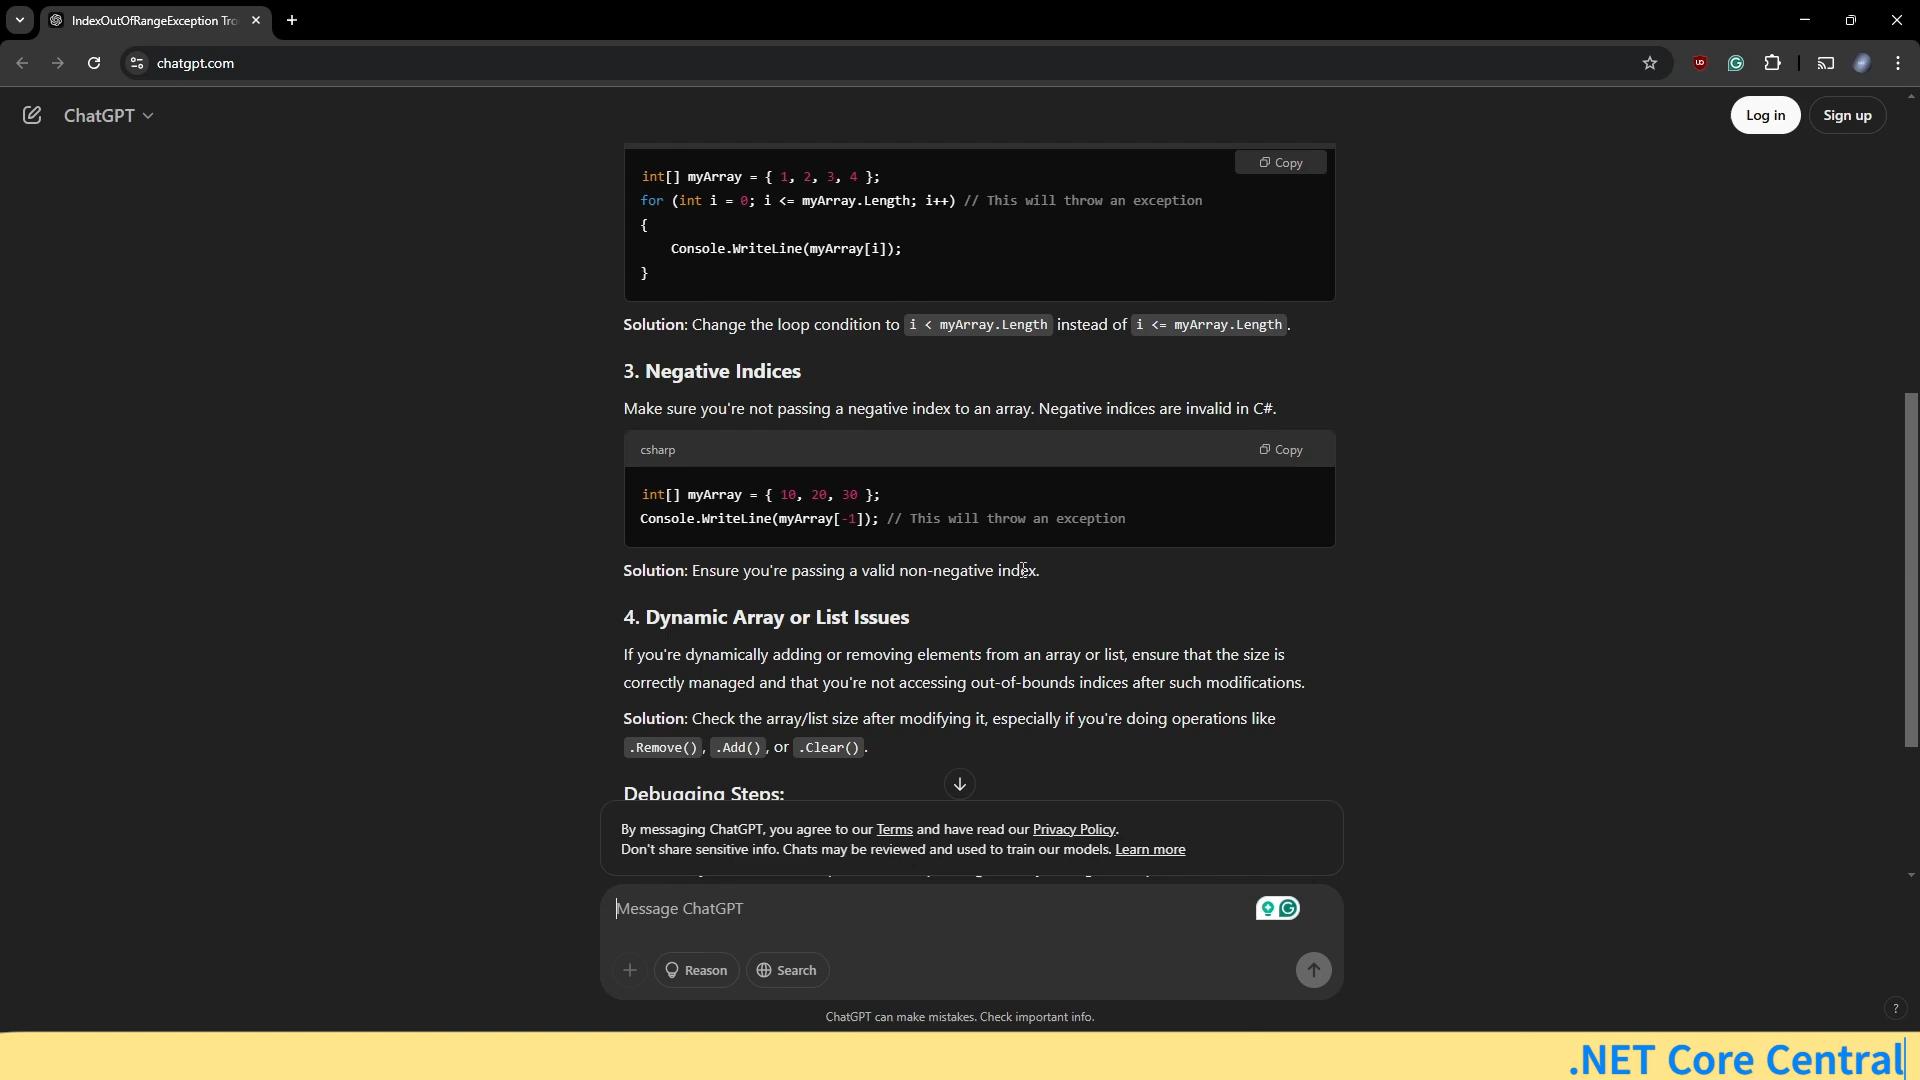 IndexOutOfRangeException Tro
chatgpt.com
ChatGPT
Log in
Sign up
Copy
int[] myArray = { 1, 2, 3, 4 };
for (int i = 0; i <= myArray.Length; i++) // This will throw an exception
{
Console.WriteLine(myArray[i]);
}
Solution: Change the loop condition to i < myArray.Length instead of i <= myArray.Length.
3. Negative Indices
Make sure you're not passing a negative index to an array. Negative indices are invalid in C#.
csharp
Copy
int[] myArray = { 10, 20, 30 };
Console.WriteLine(myArray[-1]); // This will throw an exception
Solution: Ensure you're passing a valid non-negative index.
4. Dynamic Array or List Issues
If you're dynamically adding or removing elements from an array or list, ensure that the size is
correctly managed and that you're not accessing out-of-bounds indices after such modifications.
Solution: Check the array/list size after modifying it, especially if you're doing operations like
.Remove(), .Add(), or .Clear().
Debugging Steps:
By messaging ChatGPT, you agree to our Terms and have read our Privacy Policy.
Don't share sensitive info. Chats may be reviewed and used to train our models. Learn more
Message ChatGPT
Reason
Search
ChatGPT can make mistakes. Check important info.
?
.NET Core Central